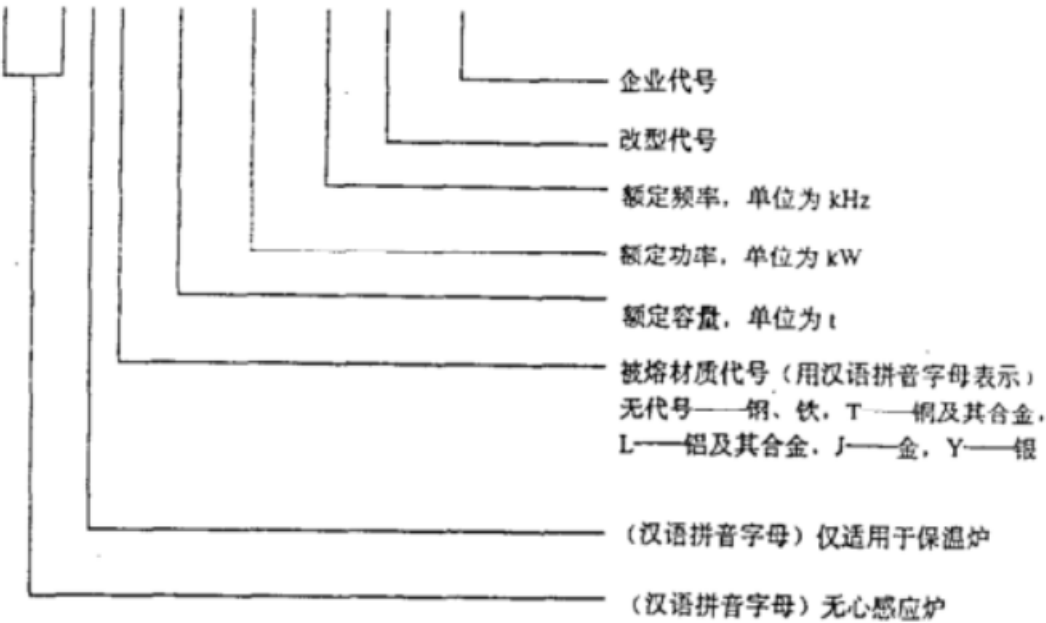 企业代号
改型代号
额定频率，单位为 kHz
额定功率，单位为 kW
额定容量，单位为 t
被熔材质代号（用汉语拼音字母表示）
无代号——钢、铁，T——铜及其合金，
L——铝及其合金，J——金，Y——银
（汉语拼音字母）仅适用于保温炉
（汉语拼音字母）无心感应炉